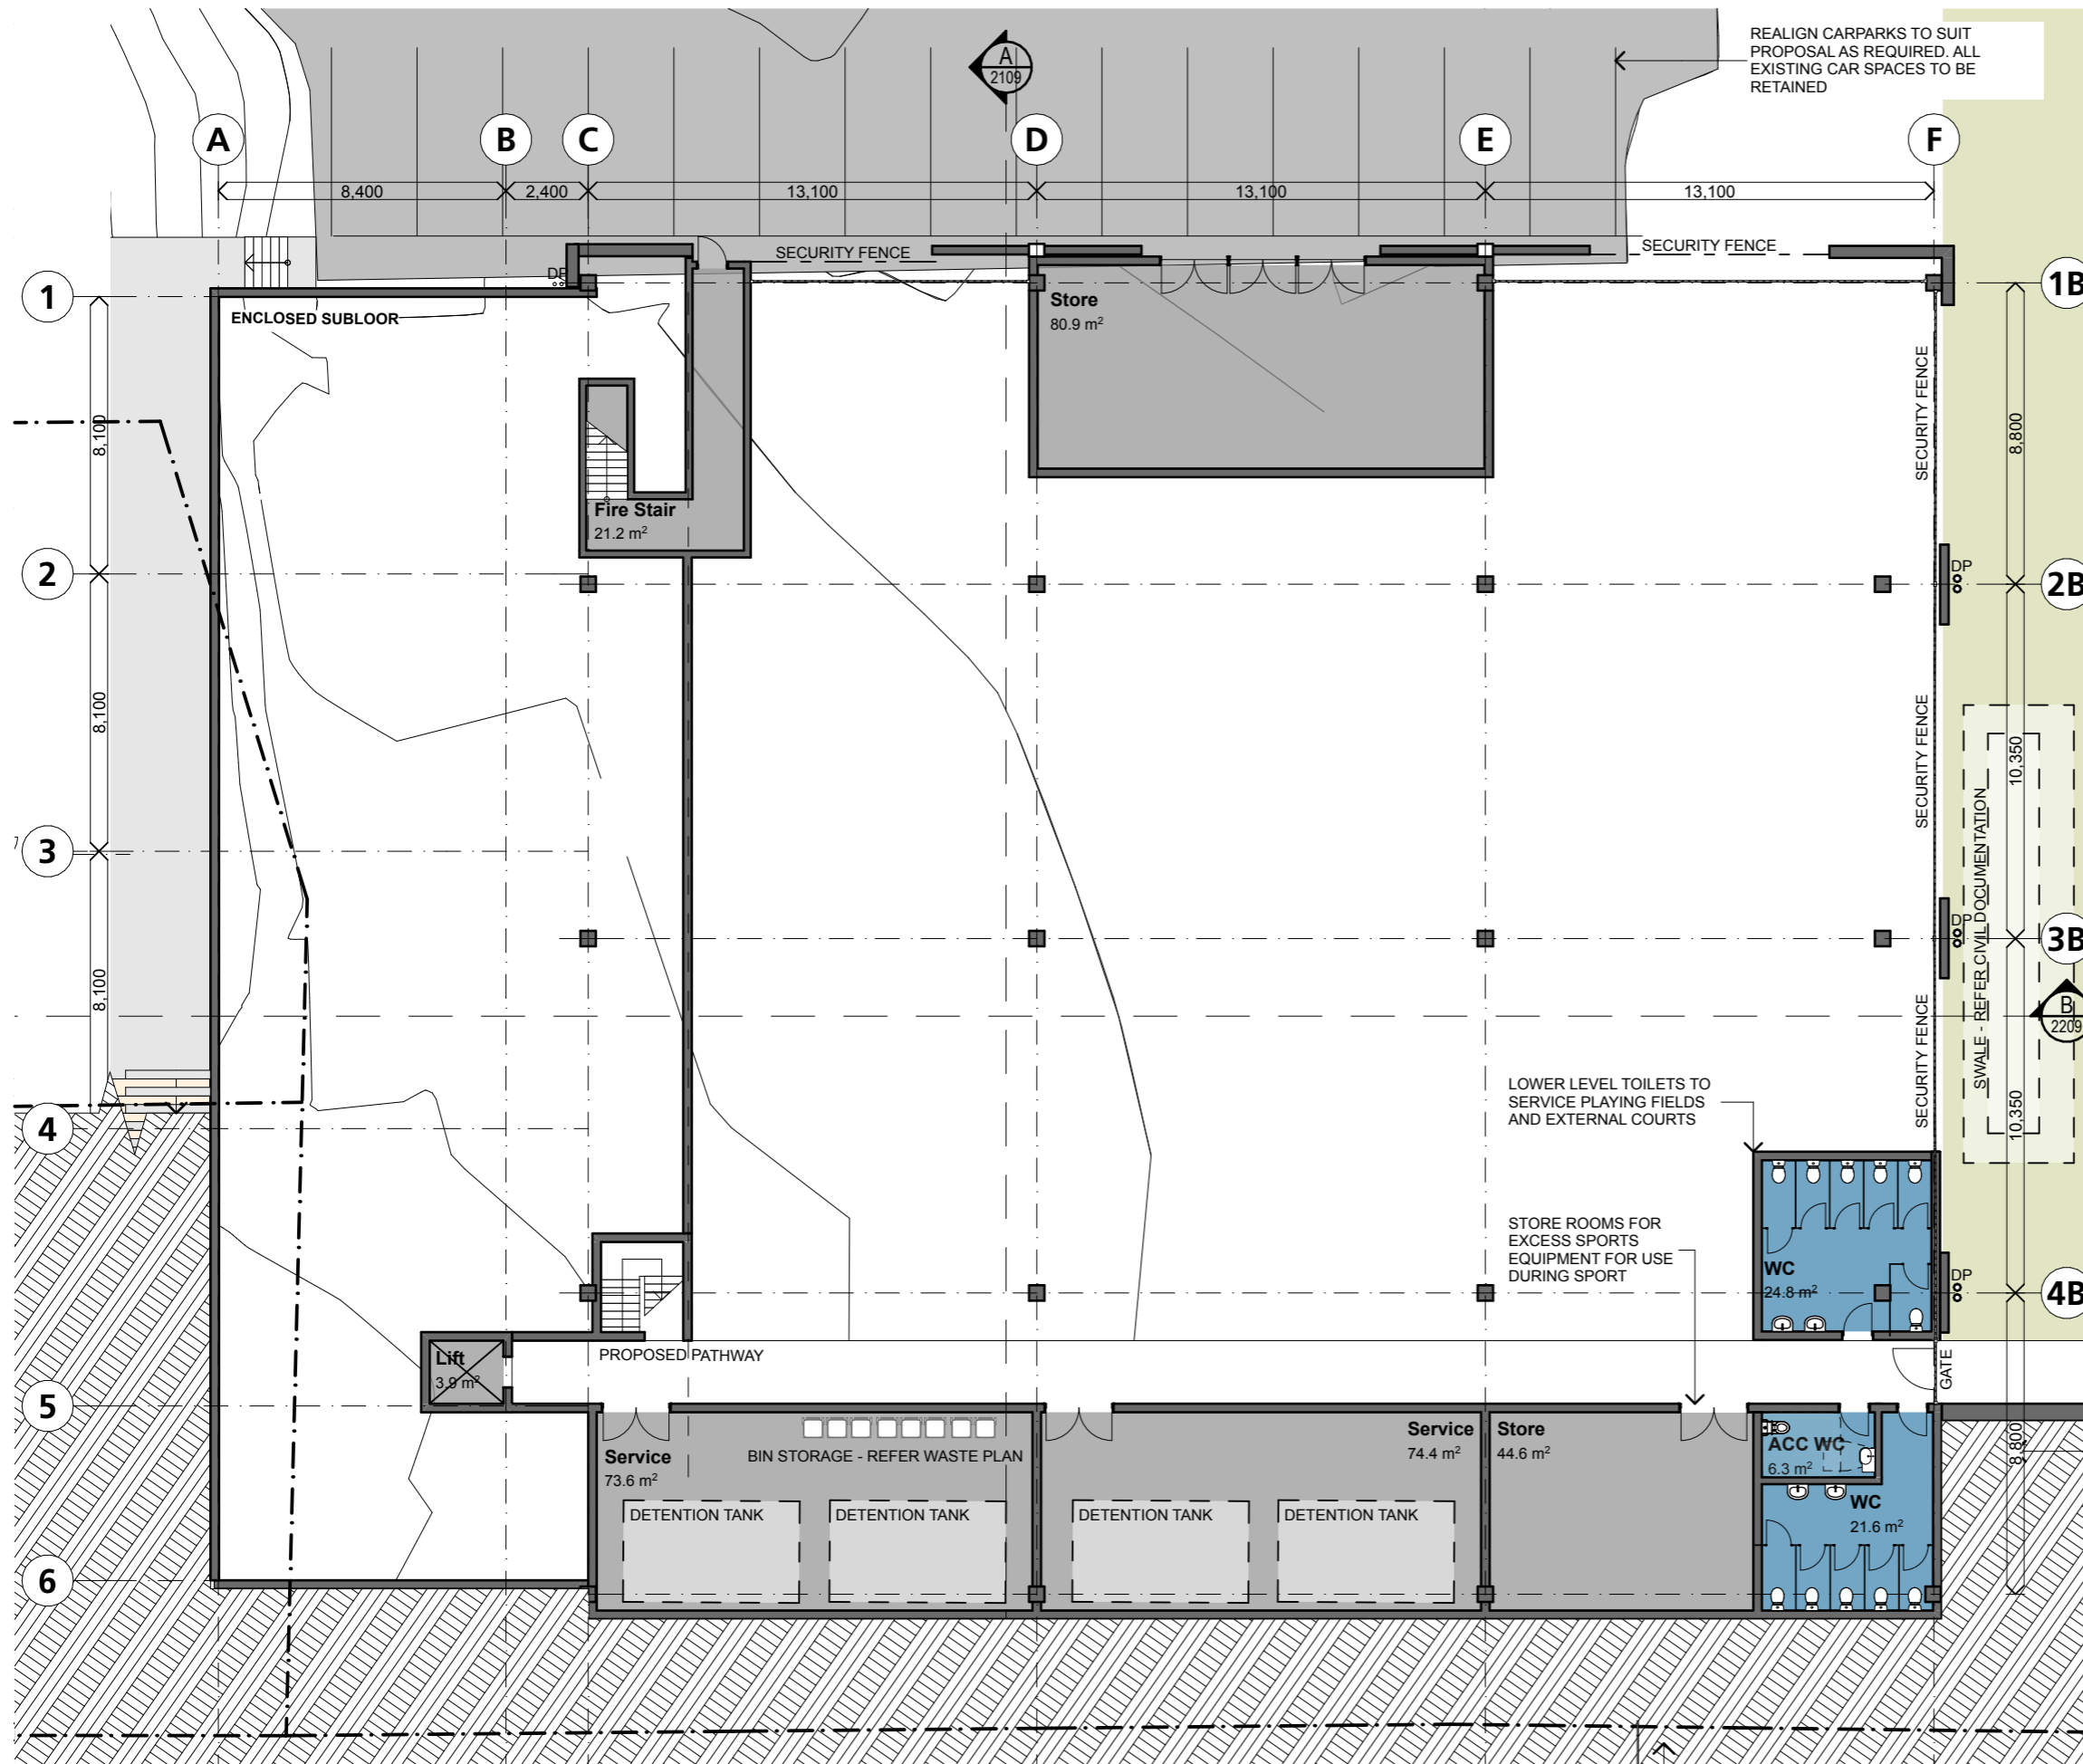 REALIGN CARPARKS TO SUIT
PROPOSAL AS REQUIRED. ALL
EXISTING CAR SPACES TO BE
RETAINED
A
2109
A
B
C
D
E
F
8,400
2,400
13,100
13,100
13,100
SECURITY FENCE
SECURITY FENCE
DP
1
1B
ENCLOSED SUBLOOR
Store
80.9 m²
SECURITY FENCE
8,100
8,800
Fire Stair
21.2 m²
2
DP
2B
8,100
SECURITY FENCE
10,350
SWALE - REFER CIVIL DOCUMENTATION
3
DP
3B
8,100
SECURITY FENCE
B
2209
LOWER LEVEL TOILETS TO
SERVICE PLAYING FIELDS
AND EXTERNAL COURTS
10,350
4
STORE ROOMS FOR
EXCESS SPORTS
EQUIPMENT FOR USE
DURING SPORT
WC
24.8 m²
DP
4B
Lift
3.9 m²
PROPOSED PATHWAY
GATE
5
Service
73.6 m²
BIN STORAGE - REFER WASTE PLAN
Service
74.4 m²
Store
44.6 m²
ACC WC
6.3 m²
8,800
WC
21.6 m²
DETENTION TANK
DETENTION TANK
DETENTION TANK
DETENTION TANK
6